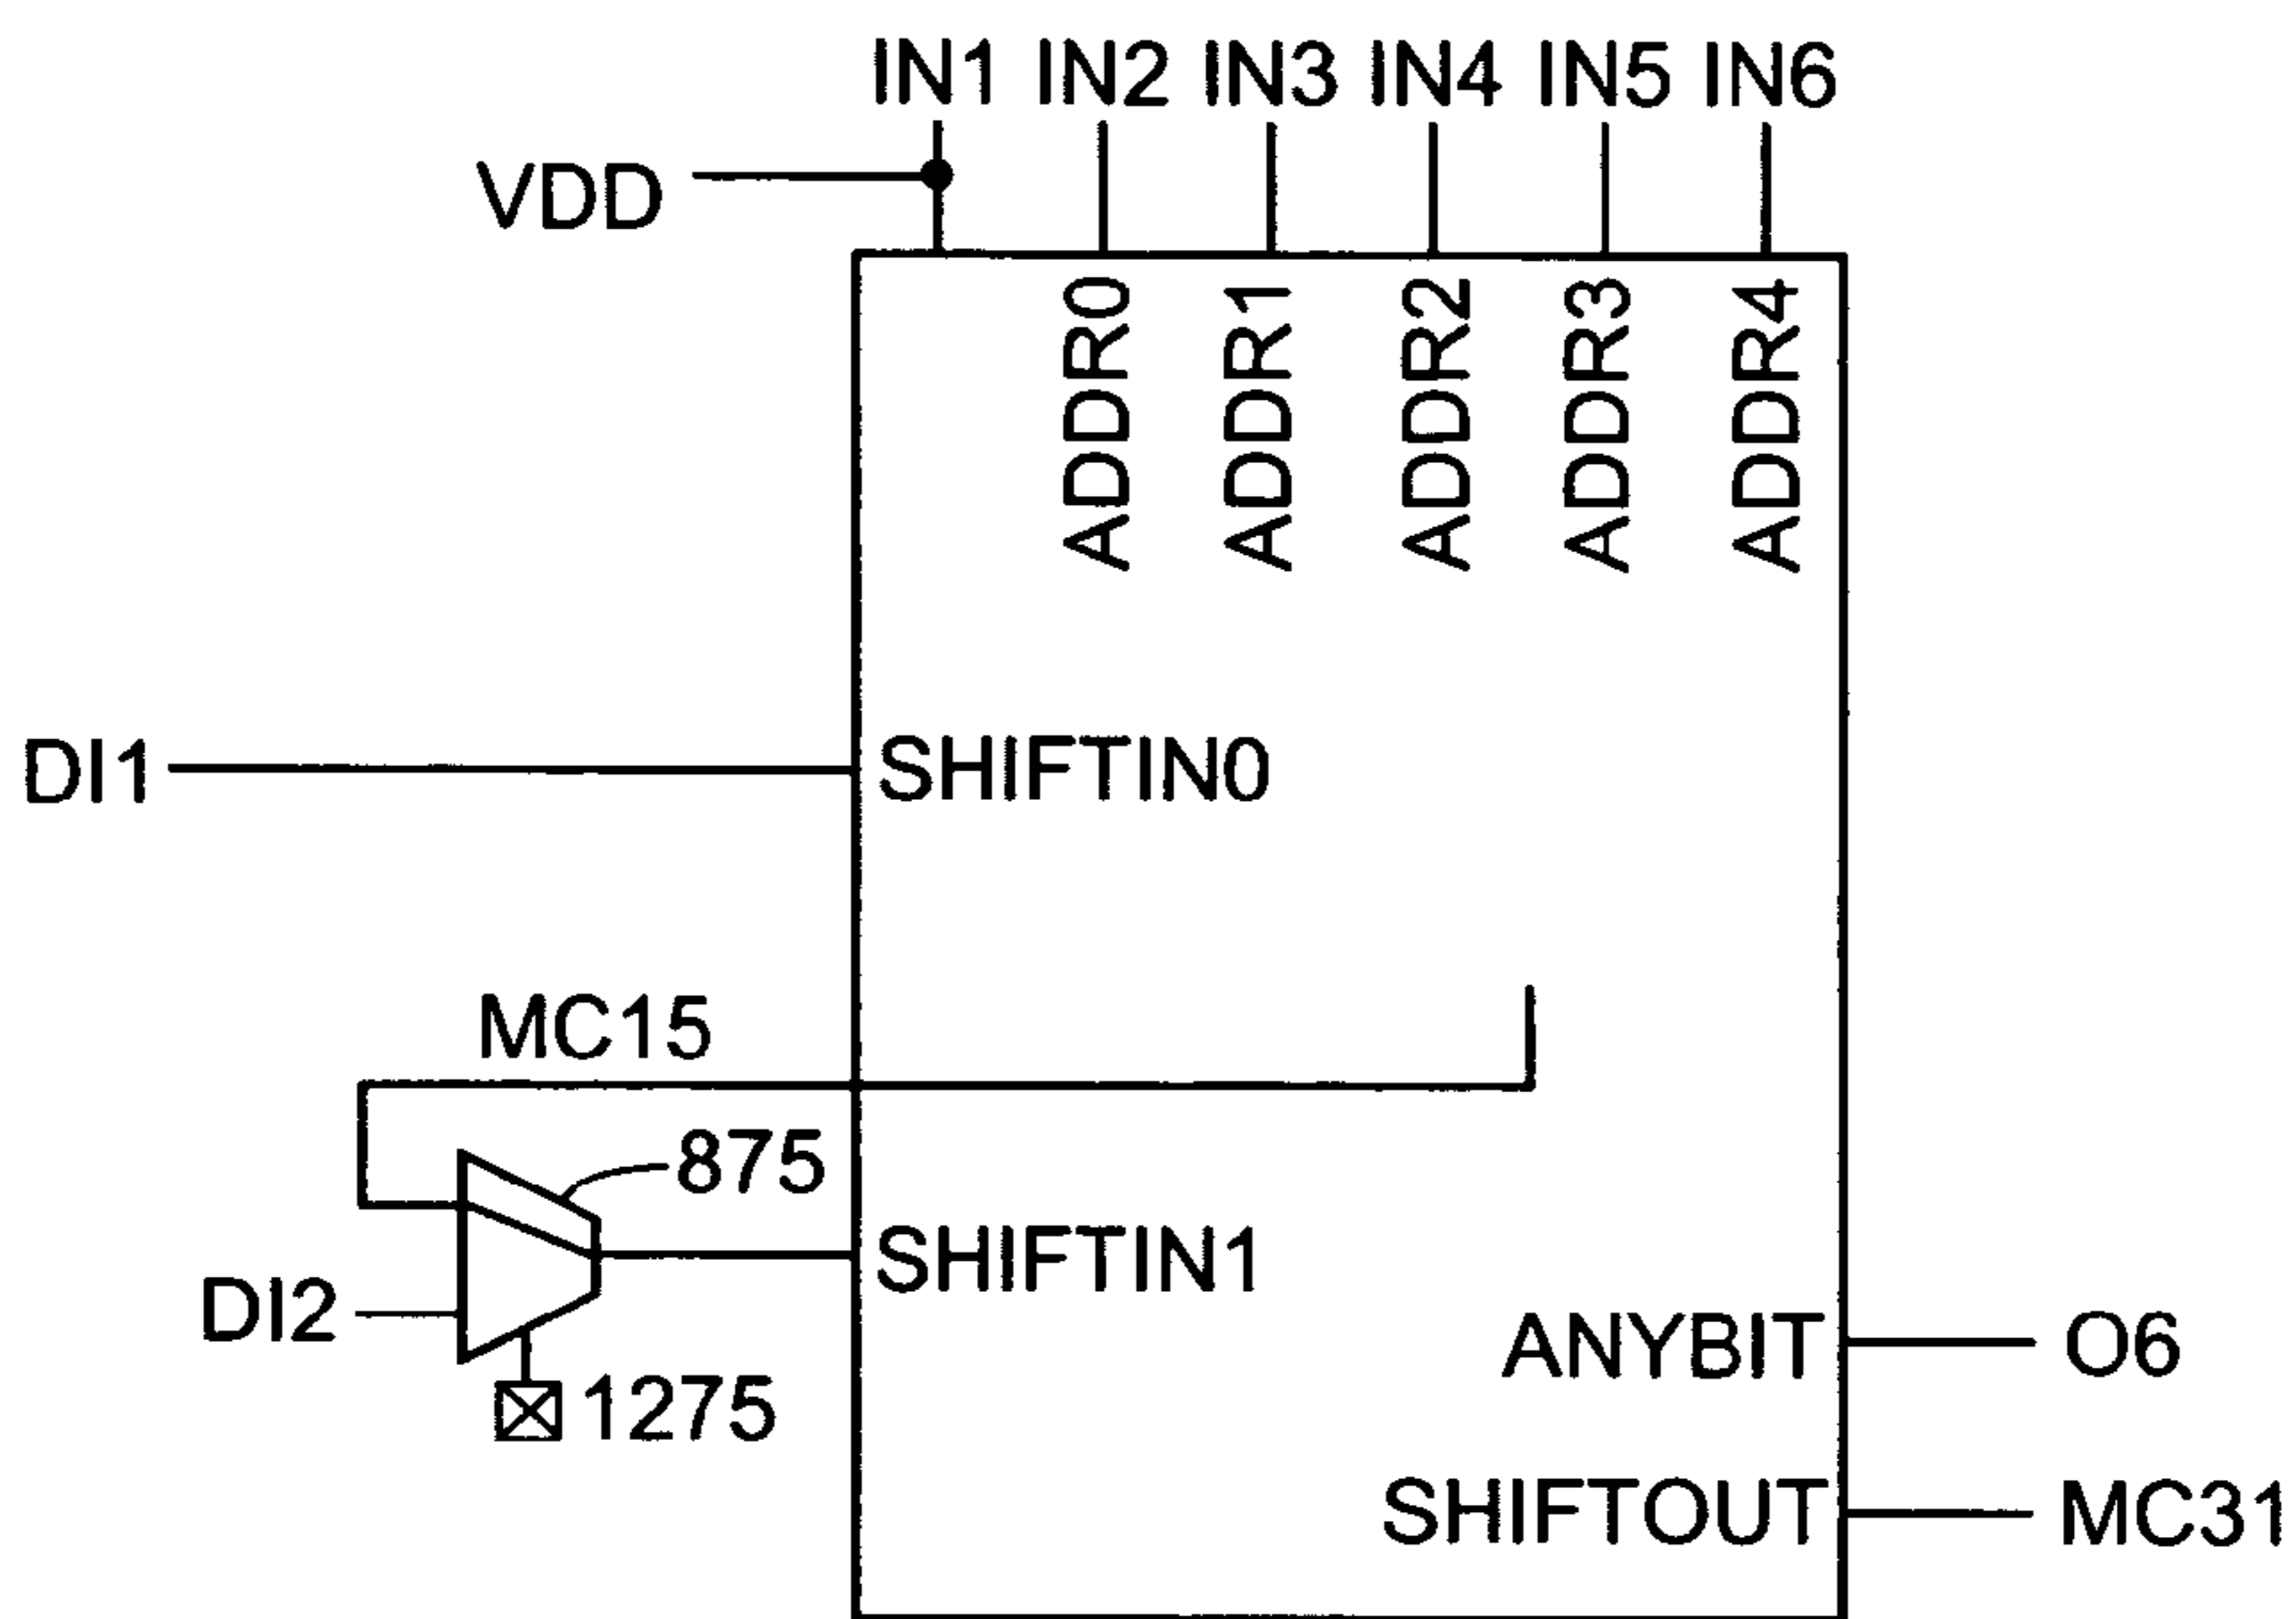 IN1 IN2 IN3 IN4 IN5 IN6
VDD
ADDR0
ADDR1
ADDR2
ADDR3
ADDR4
DI1
SHIFTIN0
MC15
875
SHIFTIN1
DI2
1275
ANYBIT
O6
SHIFTOUT
MC31